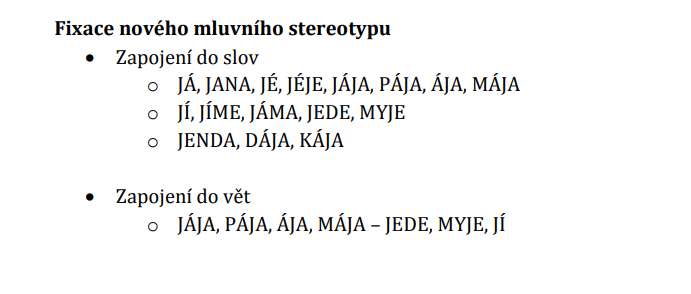 Fixace nového mluvního stereotypu
• Zapojení do slov
o JÁ, JANA, JÉ, JÉJE, JÁJA, PÁJA, ÁJA, MÁJA
o JÍ, JÍME, JÁMA, JEDE, MYJE
o JENDA, DÁJA, KÁJA
• Zapojení do vět
o JÁJA, PÁJA, ÁJA, MÁJA – JEDE, MYJE, JÍ